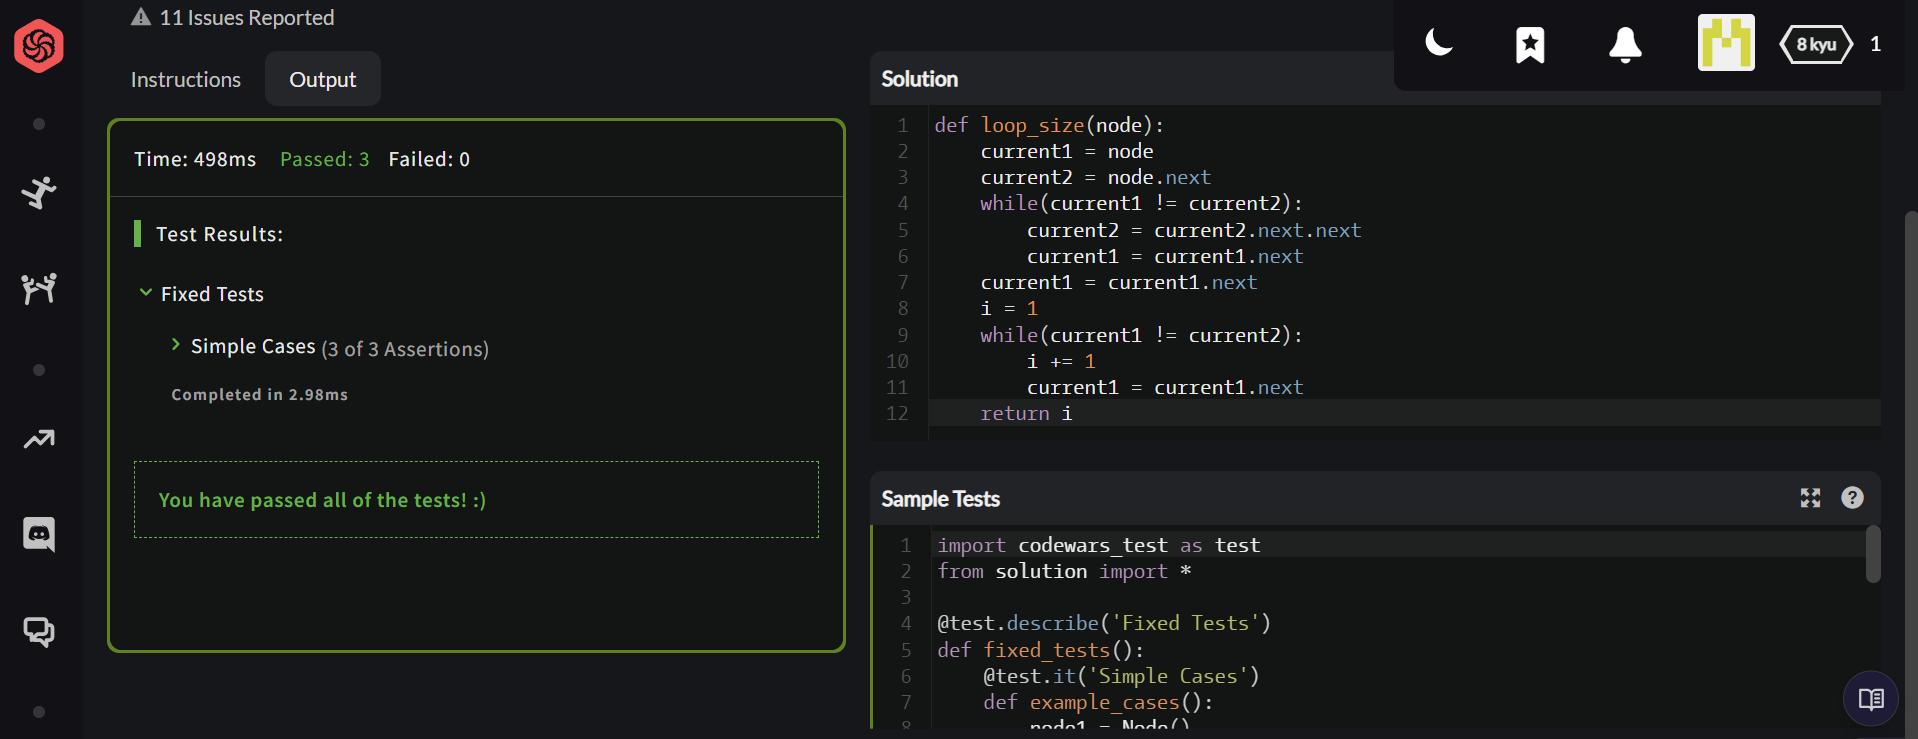 11 Issues Reported
Instructions
Output
Time: 498ms Passed: 3 Failed: 0
Test Results:
Fixed Tests
Simple Cases (3 of 3 Assertions)
Completed in 2.98ms
You have passed all of the tests! :)
8 kyu 1
Solution
1 def loop_size(node):
2     current1 = node
3     current2 = node.next
4     while(current1 != current2):
5         current2 = current2.next.next
6         current1 = current1.next
7     current1 = current1.next
8     i = 1
9     while(current1 != current2):
10         i += 1
11         current1 = current1.next
12     return i
Sample Tests
1 import codewars_test as test
2 from solution import *
3
4 @test.describe('Fixed Tests')
5 def fixed_tests():
6     @test.it('Simple Cases')
7     def example_cases():
8         node1 = Node()